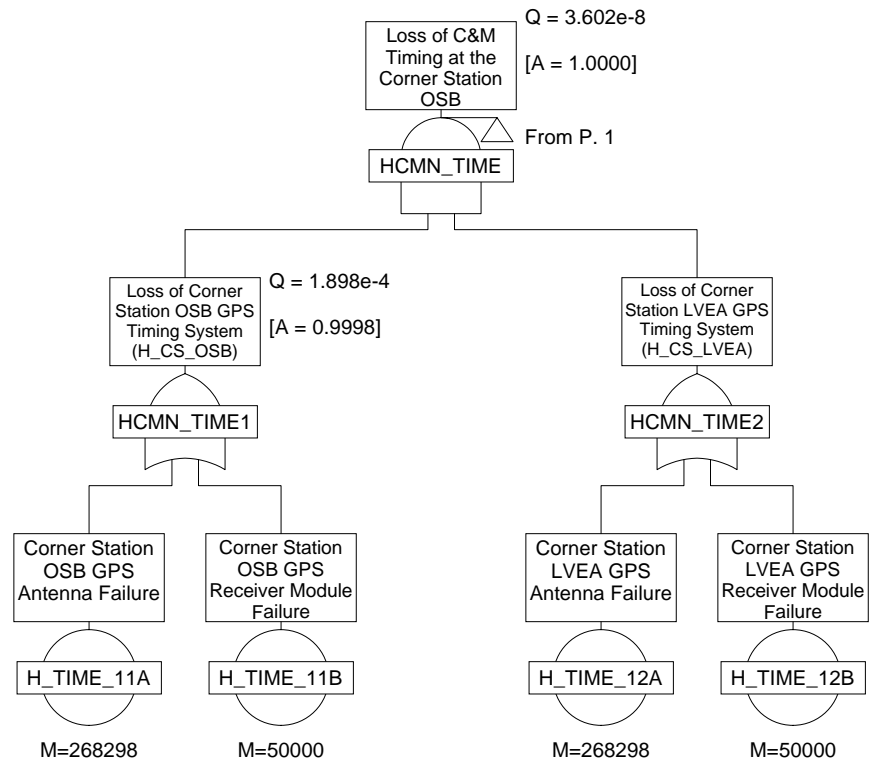 Q = 3.602e-8
Loss of C&M
Timing at the
Corner Station
OSB
[A = 1.0000]
From P. 1
HCMN_TIME
Loss of Corner
Station OSB GPS
Timing System
(H_CS_OSB)
Q = 1.898e-4
[A = 0.9998]
Loss of Corner
Station LVEA GPS
Timing System
(H_CS_LVEA)
HCMN_TIME1
HCMN_TIME2
Corner Station
OSB GPS
Antenna Failure
Corner Station
OSB GPS
Receiver Module
Failure
Corner Station
LVEA GPS
Antenna Failure
Corner Station
LVEA GPS
Receiver Module
Failure
H_TIME_11A
H_TIME_11B
H_TIME_12A
H_TIME_12B
M=268298
M=50000
M=268298
M=50000